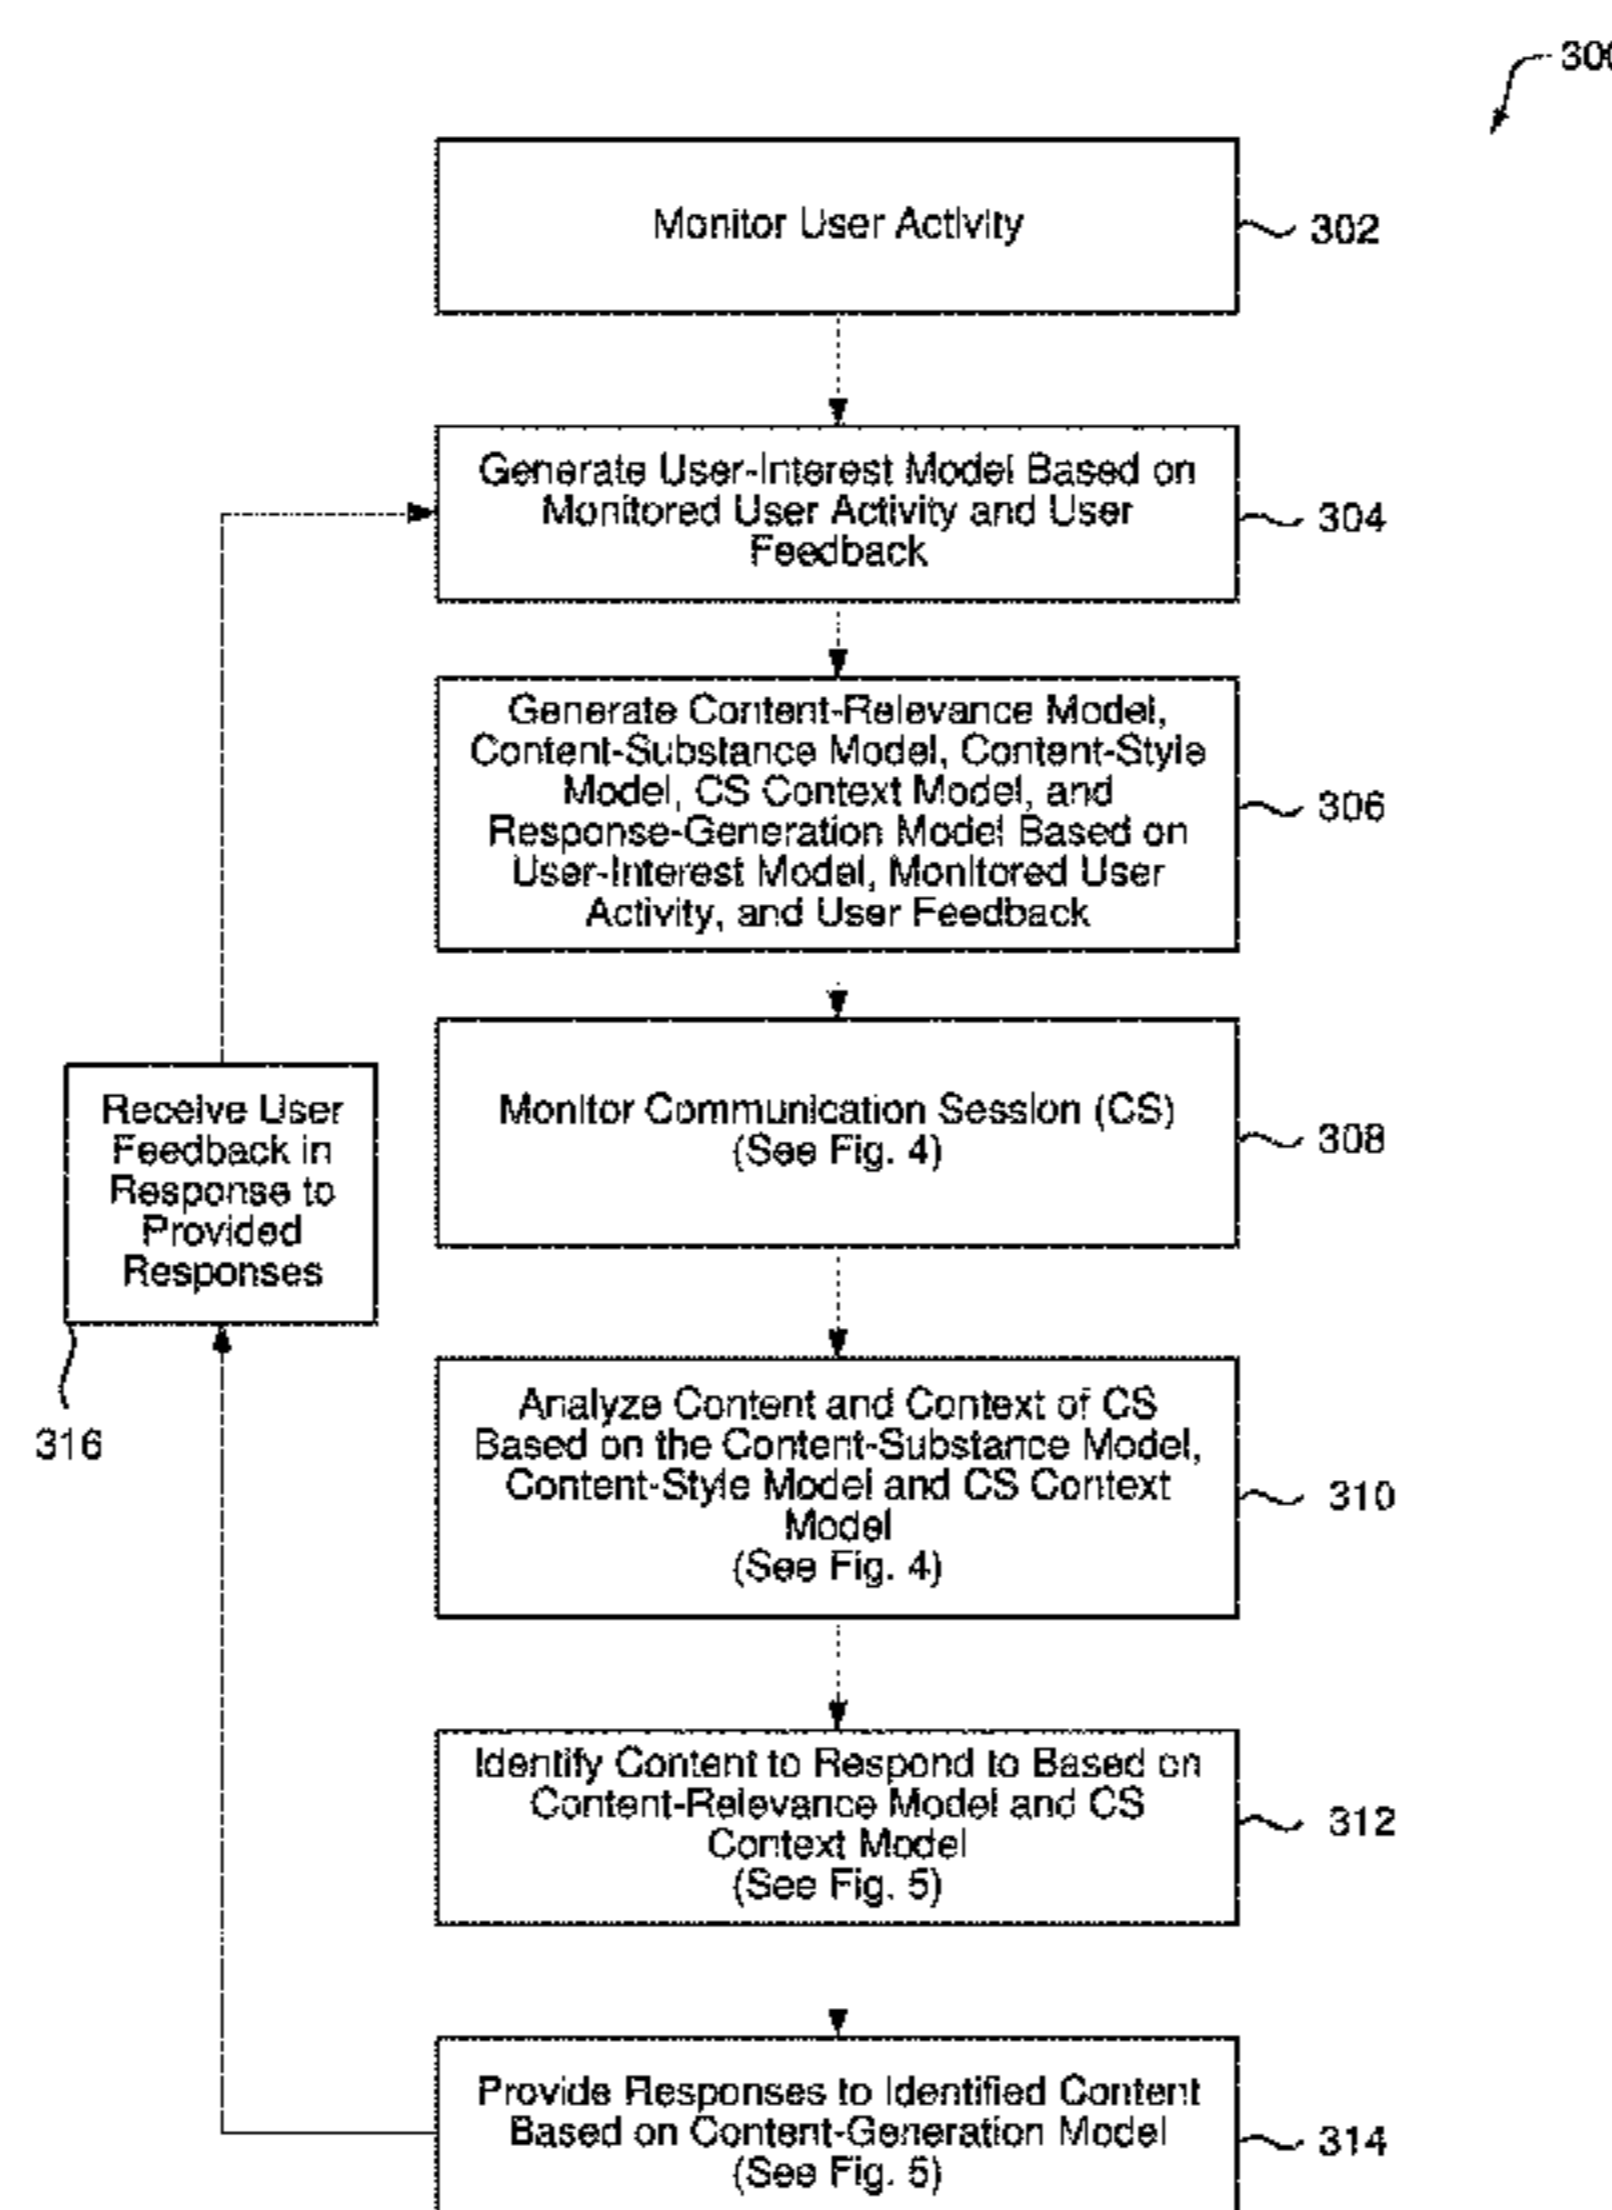 300
Monitor User Activity
302
Generate User-Interest Model Based on
Monitored User Activity and User
Feedback
304
Generate Content-Relevance Model,
Content-Substance Model, Content-Style
Model, CS Context Model, and
Response-Generation Model Based on
User-Interest Model, Monitored User
Activity, and User Feedback
306
Monitor Communication Session (CS)
(See Fig. 4)
308
Receive User
Feedback in
Response to
Provided
Responses
316
Analyze Content and Context of CS
Based on the Content-Substance Model,
Content-Style Model and CS Context
Model
(See Fig. 4)
310
Identify Content to Respond to Based on
Content-Relevance Model and CS
Context Model
(See Fig. 5)
312
Provide Responses to Identified Content
Based on Content-Generation Model
(See Fig. 5)
314